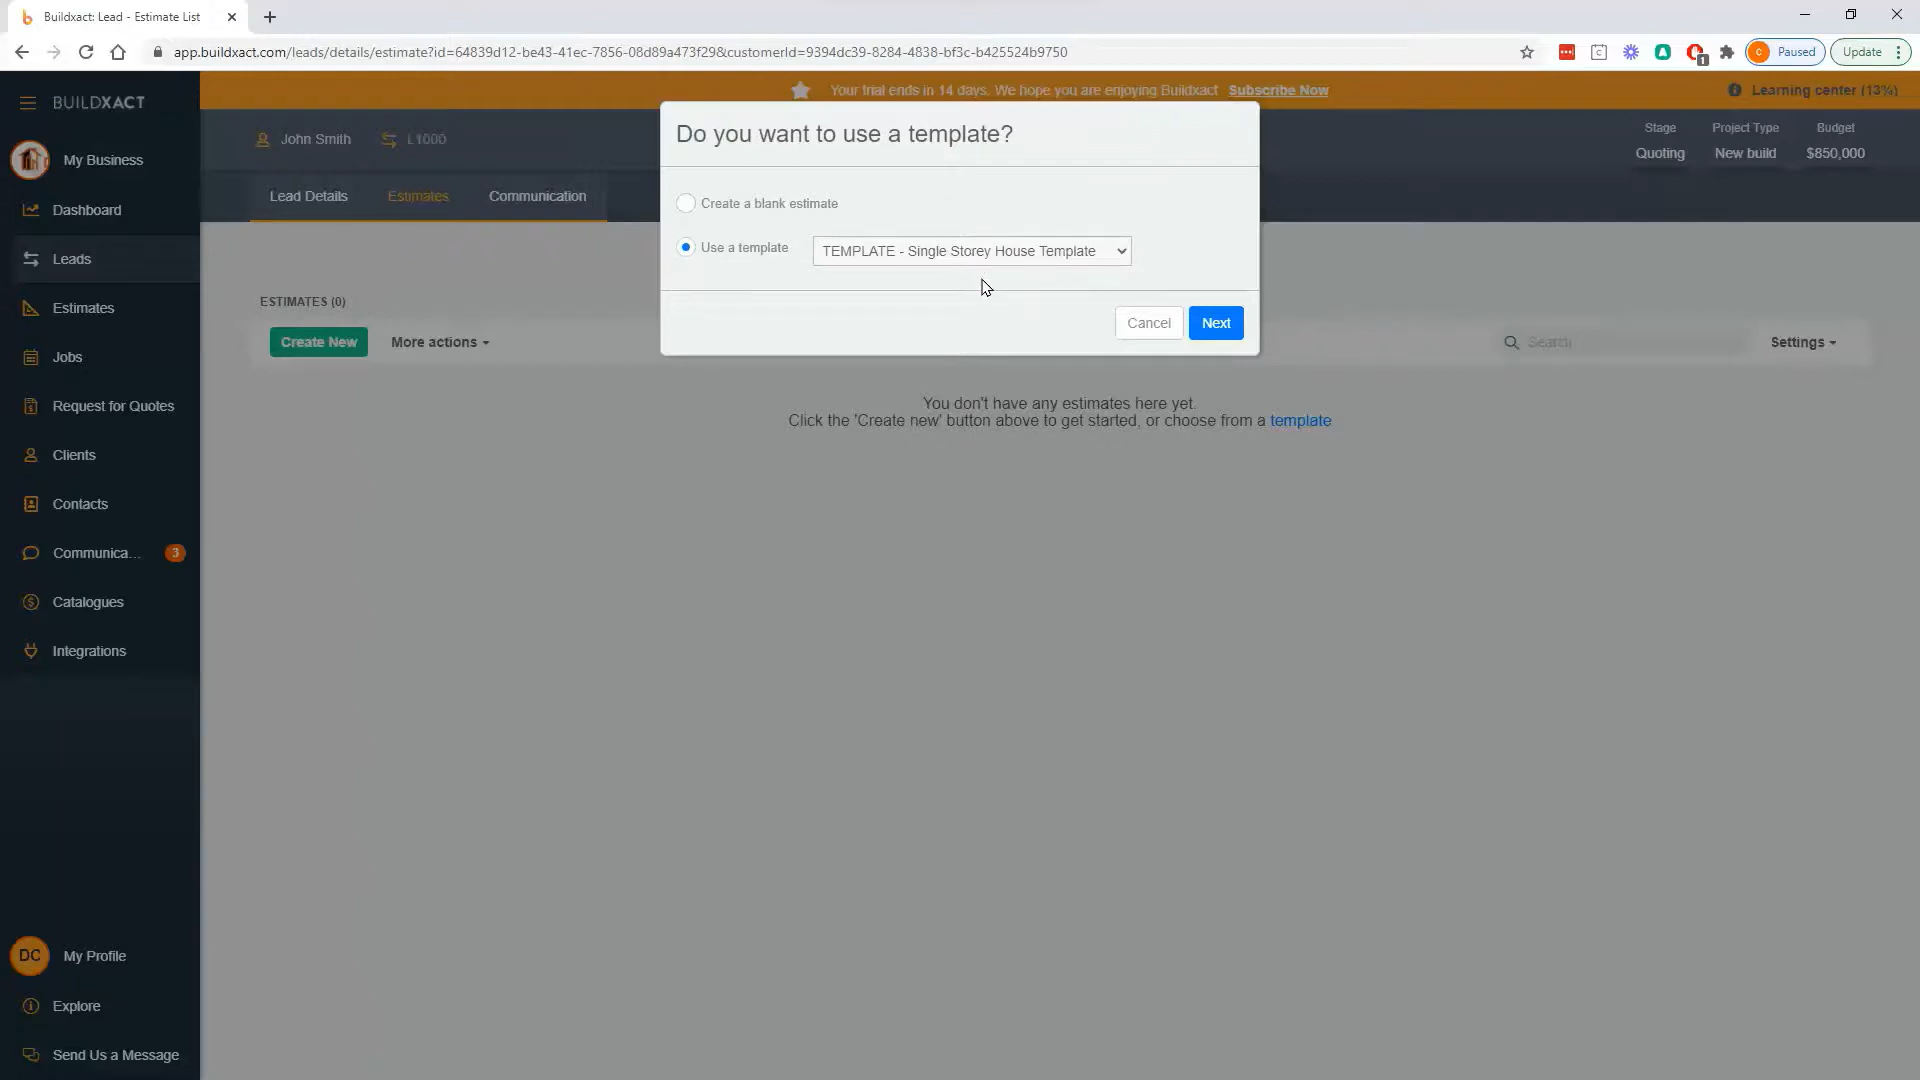 Buildxact: Lead - Estimate List
app.buildxact.com/leads/details/estimate?id=64839d12-be43-41ec-7856-08d89a473f29&customerId=9394dc39-8284-4838-bf3c-b425524b9750
1
C Paused
Update
BUILDXACT
Your trial ends in 14 days. We hope you are enjoying Buildxact Subscribe Now
Learning center (13%)
John Smith
L1000
Stage
Project Type
Budget
Quoting
New build
$850,000
Lead Details
Estimates
Communication
Do you want to use a template?
Create a blank estimate
Use a template
TEMPLATE - Single Storey House Template
Cancel
Next
ESTIMATES (0)
Create New
More actions
Search
Settings
You don't have any estimates here yet.
Click the 'Create new' button above to get started, or choose from a template
My Business
Dashboard
Leads
Estimates
Jobs
Request for Quotes
Clients
Contacts
Communica... 3
Catalogues
Integrations
DC My Profile
Explore
Send Us a Message